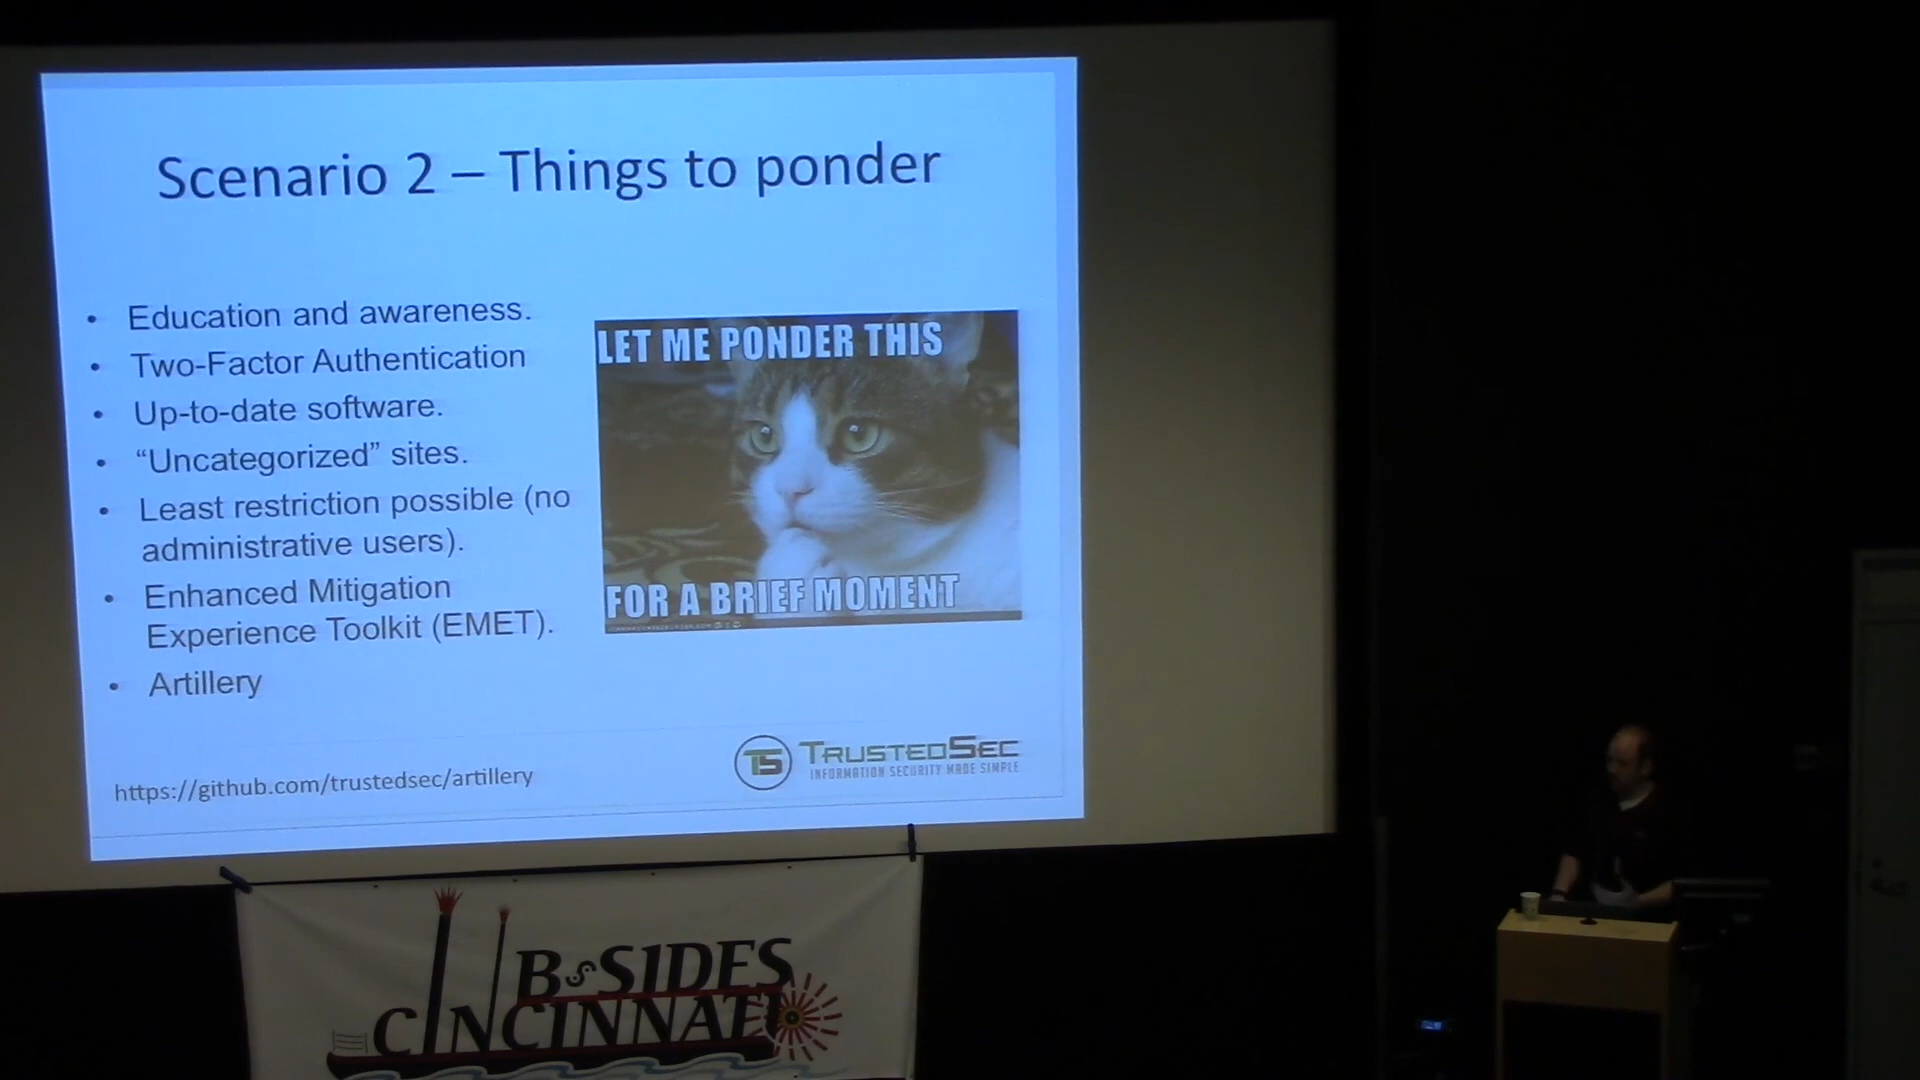 Scenario 2 – Things to ponder
• Education and awareness.
• Two-Factor Authentication
• Up-to-date software.
• “Uncategorized” sites.
• Least restriction possible (no
administrative users).
• Enhanced Mitigation
Experience Toolkit (EMET).
• Artillery
LET ME PONDER THIS
FOR A BRIEF MOMENT
https://github.com/trustedsec/artillery
TS TRUSTEDSEC
INFORMATION SECURITY MADE SIMPLE
B SIDES
CINCINNATI